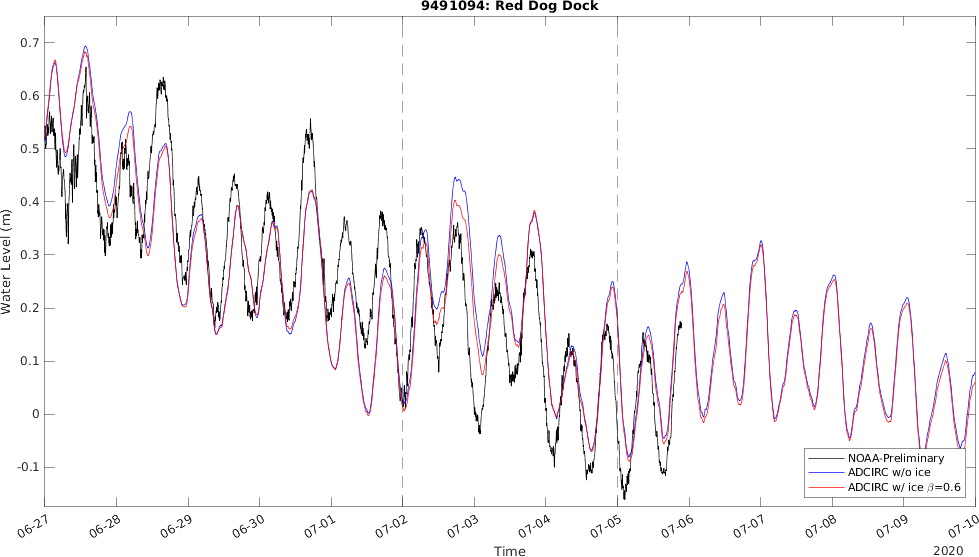 9491094: Red Dog Dock
0.7
0.6
0.5
0.4
0.3
0.2
0.1
0
-0.1
Water Level (m)
06-27 06-28 06-29 06-30 07-01 07-02 07-03 07-04 07-05 07-06 07-07 07-08 07-09 07-10
Time
2020
NOAA-Preliminary
ADCIRC w/o ice
ADCIRC w/ ice β=0.6